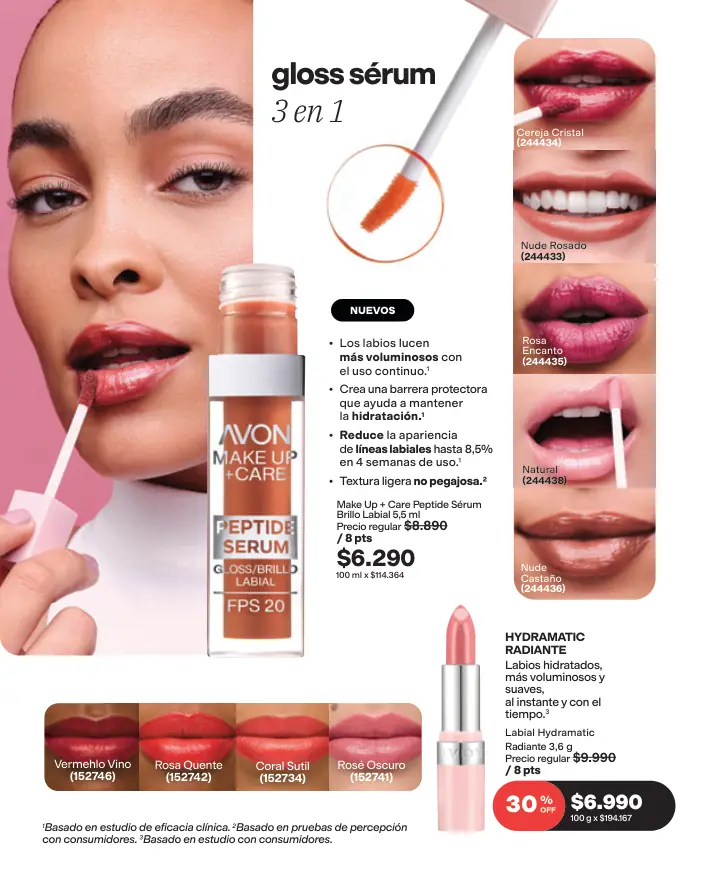 gloss sérum
3 en 1
NUEVOS
• Los labios lucen
más voluminosos con
el uso continuo.¹
• Crea una barrera protectora
que ayuda a mantener
la hidratación.¹
• Reduce la apariencia
de líneas labiales hasta 8,5%
en 4 semanas de uso.¹
• Textura ligera no pegajosa.²
Make Up + Care Peptide Sérum
Brillo Labial 5,5 ml
Precio regular $8.890
/ 8 pts
$6.290
100 ml x $114.364
AVON
MAKE UP
+CARE
PEPTIDE
SERUM
GLOSS/BRILLO
LABIAL
FPS 20
Cereja Cristal
(244434)
Nude Rosado
(244433)
Rosa
Encanto
(244435)
Natural
(244438)
Nude
Castaño
(244436)
HYDRAMATIC
RADIANTE
Labios hidratados,
más voluminosos y
suaves,
al instante y con el
tiempo.³
Labial Hydramatic
Radiante 3,6 g
Precio regular $9.990
/ 8 pts
30% OFF
$6.990
100 g x $194.167
AVON
Vermehlo Vino
(152746)
Rosa Quente
(152742)
Coral Sutil
(152734)
Rosé Oscuro
(152741)
¹Basado en estudio de eficacia clínica. ²Basado en pruebas de percepción
con consumidores. ³Basado en estudio con consumidores.